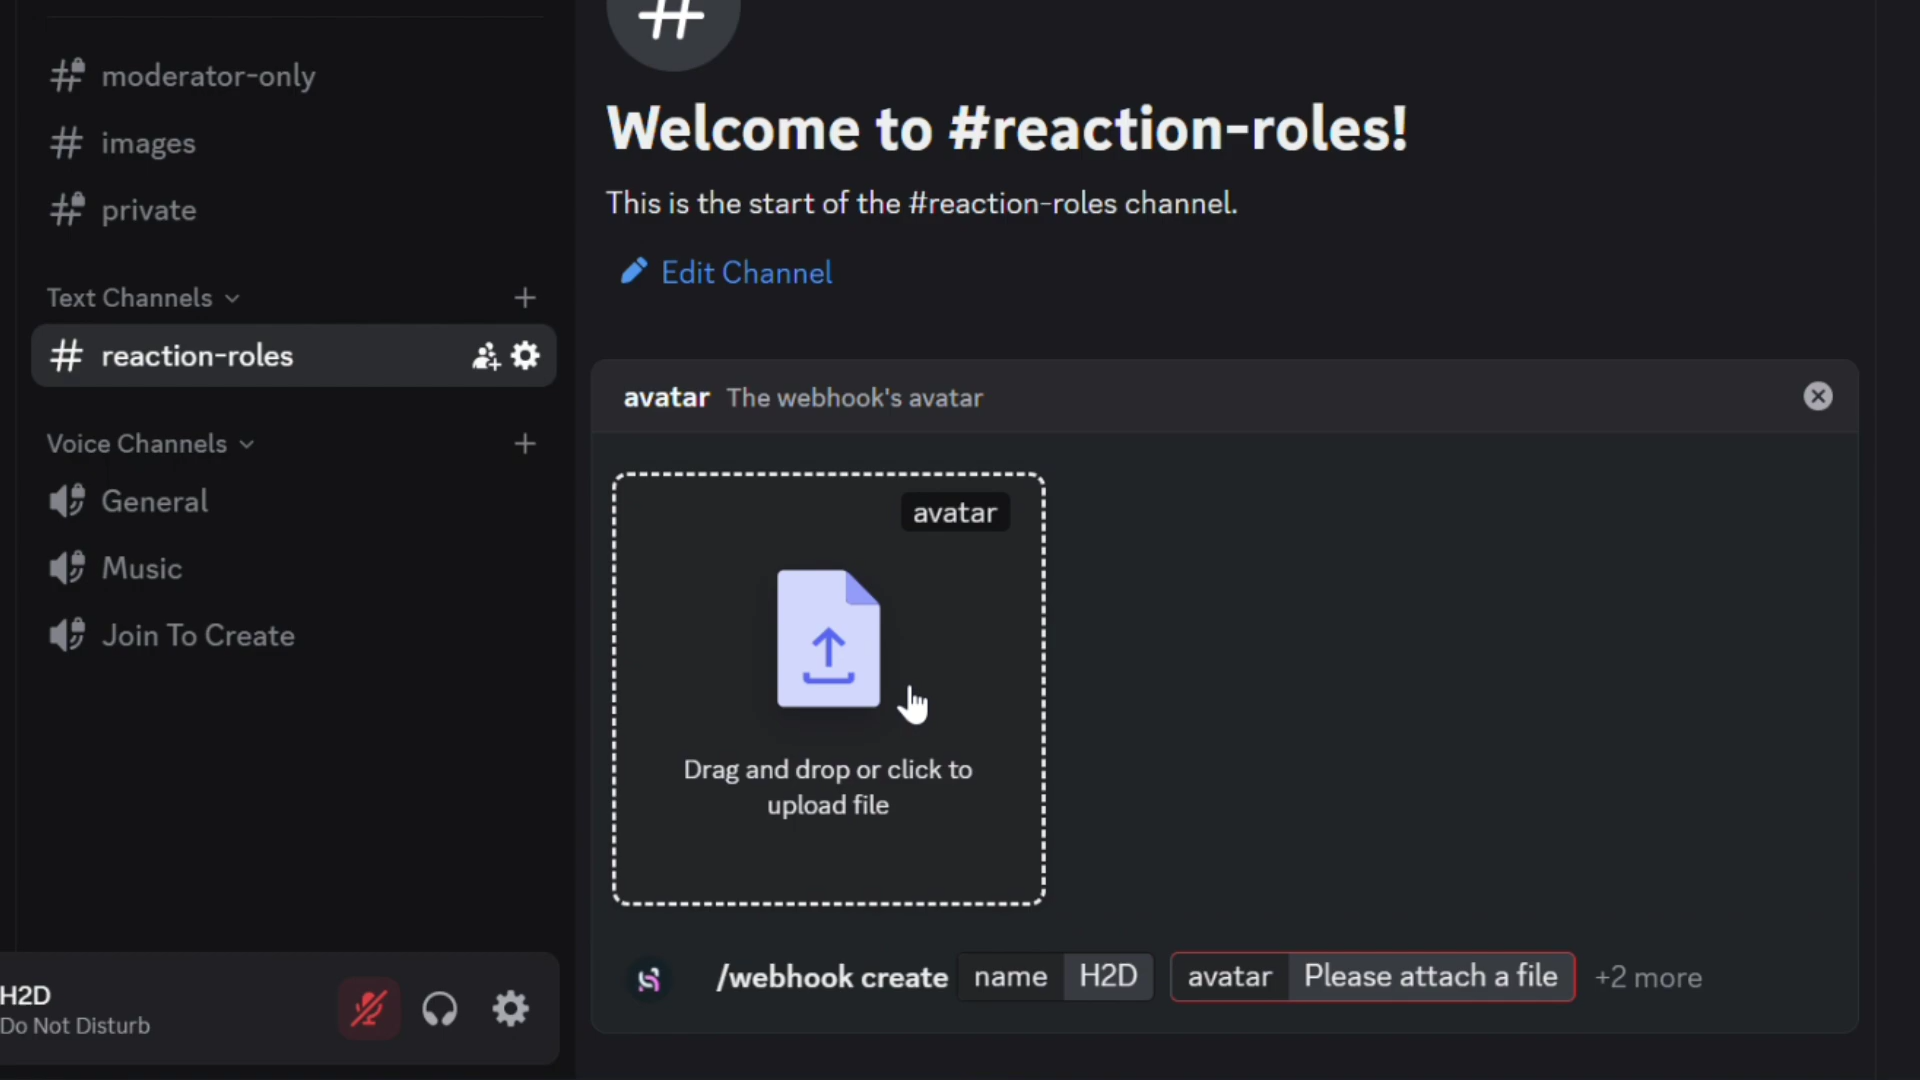 moderator-only
images
private
Text Channels
reaction-roles
Voice Channels
General
Music
Join To Create
H2D
Do Not Disturb
Welcome to #reaction-roles!
This is the start of the #reaction-roles channel.
Edit Channel
avatar The webhook's avatar
avatar
Drag and drop or click to
upload file
/webhook create name H2D avatar Please attach a file +2 more